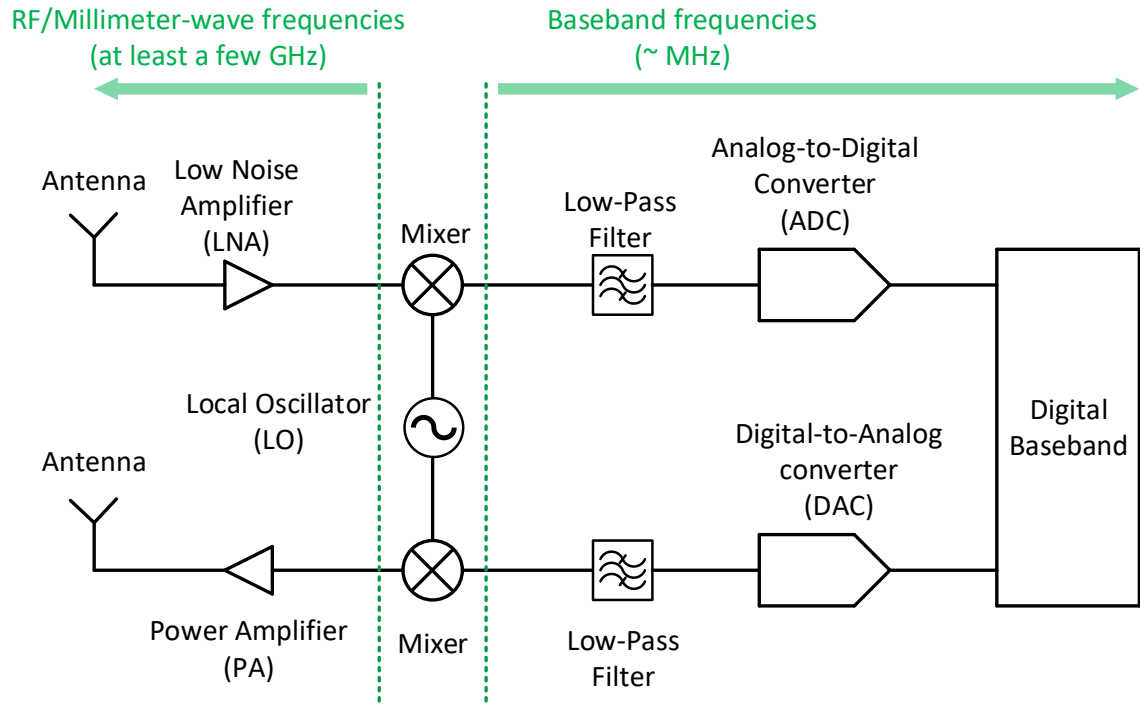 RF/Millimeter-wave frequencies
(at least a few GHz)
Baseband frequencies
(~ MHz)
Antenna
Low Noise
Amplifier
(LNA)
Mixer
Low-Pass
Filter
Analog-to-Digital
Converter
(ADC)
Local Oscillator
(LO)
Digital
Baseband
Antenna
Power Amplifier
(PA)
Mixer
Low-Pass
Filter
Digital-to-Analog
converter
(DAC)